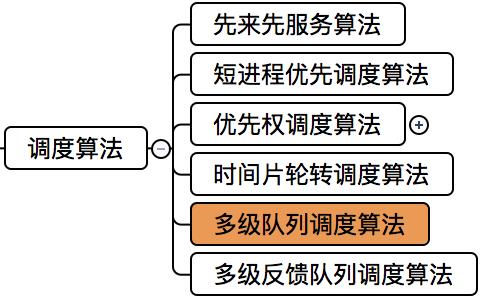 先来先服务算法
短进程优先调度算法
优先权调度算法
调度算法
时间片轮转调度算法
多级队列调度算法
多级反馈队列调度算法